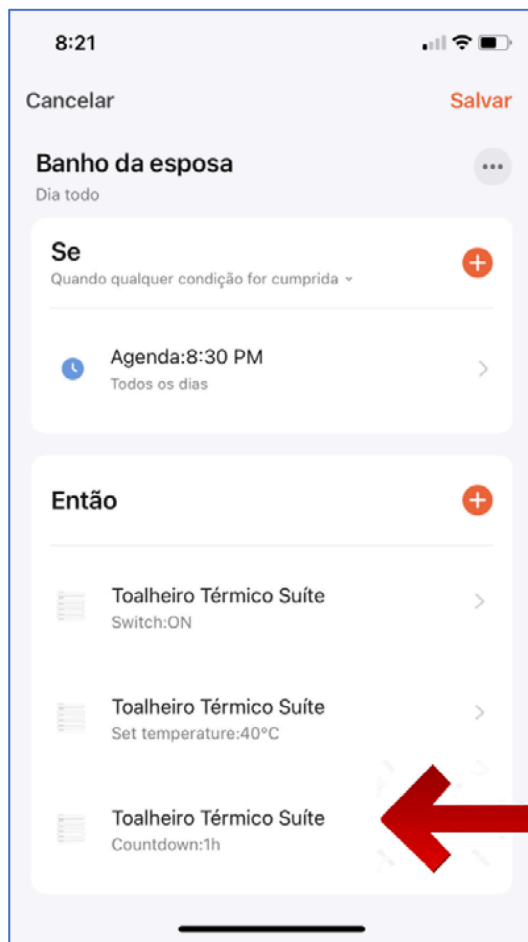 8:21
Cancelar
Salvar
Banho da esposa
Dia todo
Se
Quando qualquer condição for cumprida
Agenda:8:30 PM
Todos os dias
Então
Toalheiro Térmico Suíte
Switch:ON
Toalheiro Térmico Suíte
Set temperature:40°C
Toalheiro Térmico Suíte
Countdown:1h